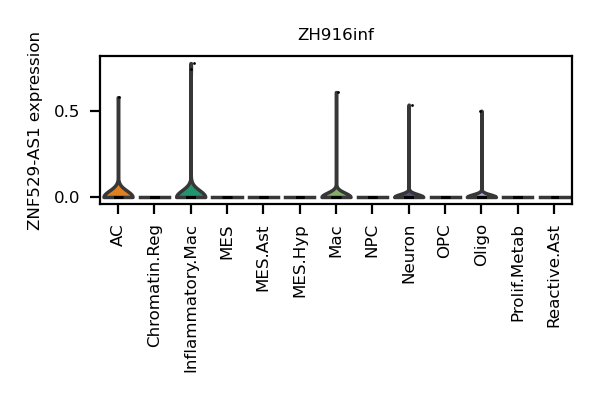 ZH916inf
ZNF529-AS1 expression
0.5
0.0
AC
Chromatin.Reg
Inflammatory.Mac
MES
MES.Ast
MES.Hyp
Mac
NPC
Neuron
OPC
Oligo
Prolif.Metab
Reactive.Ast